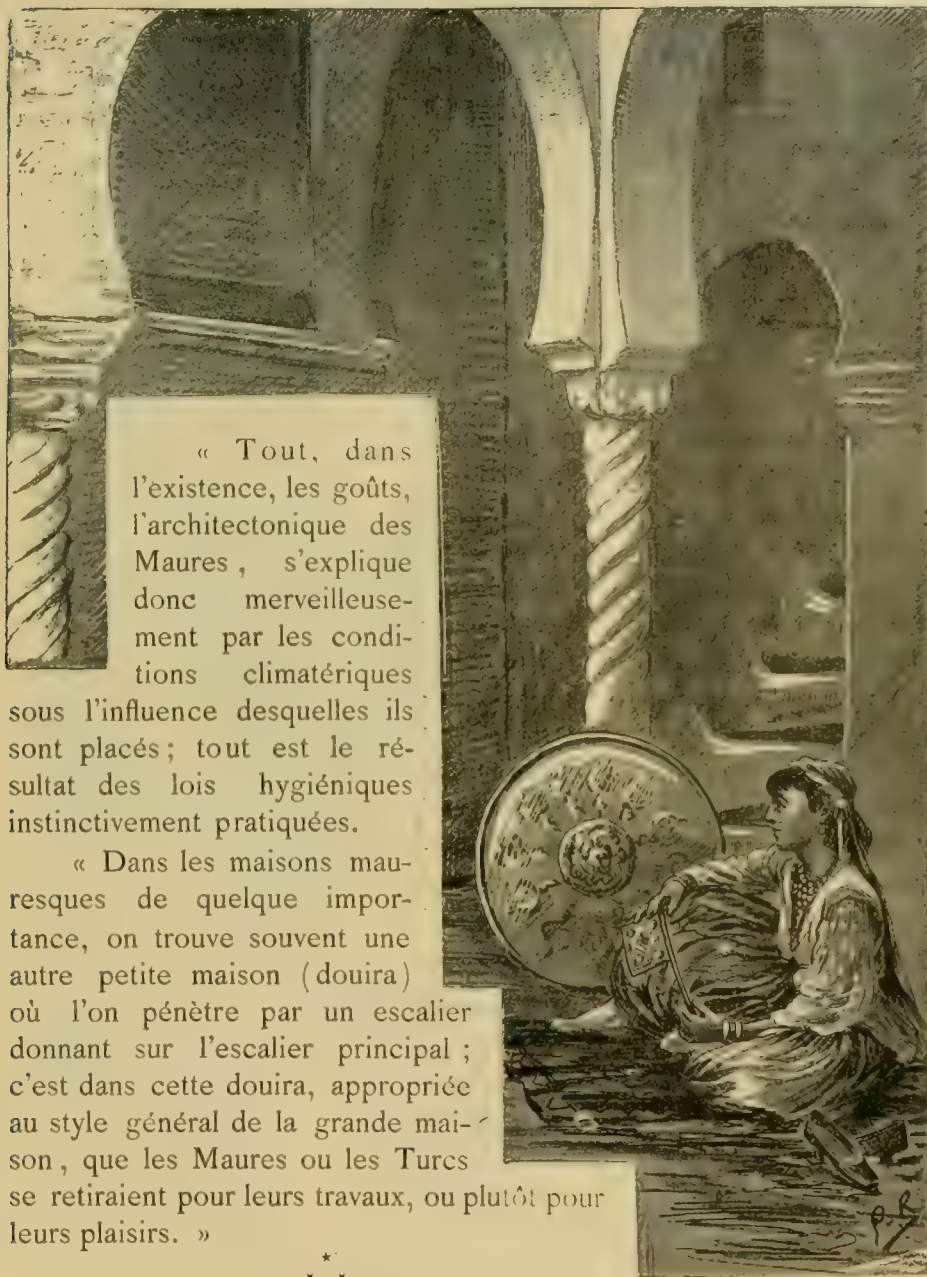 « Tout, dans
l'existence, les goûts,
l'architectonique des
Maures, s'explique
donc merveilleuse-
ment par les condi-
tions climatériques
sous l'influence desquelles ils
sont placés ; tout est le ré-
sultat des lois hygiéniques
instinctivement pratiquées.
« Dans les maisons mau-
resques de quelque impor-
tance, on trouve souvent une
autre petite maison (douira)
où l'on pénètre par un escalier
donnant sur l'escalier principal ;
c'est dans cette douira, appropriée
au style général de la grande mai-
son, que les Maures ou les Turcs
se retiraient pour leurs travaux, ou plutôt pour
leurs plaisirs. »